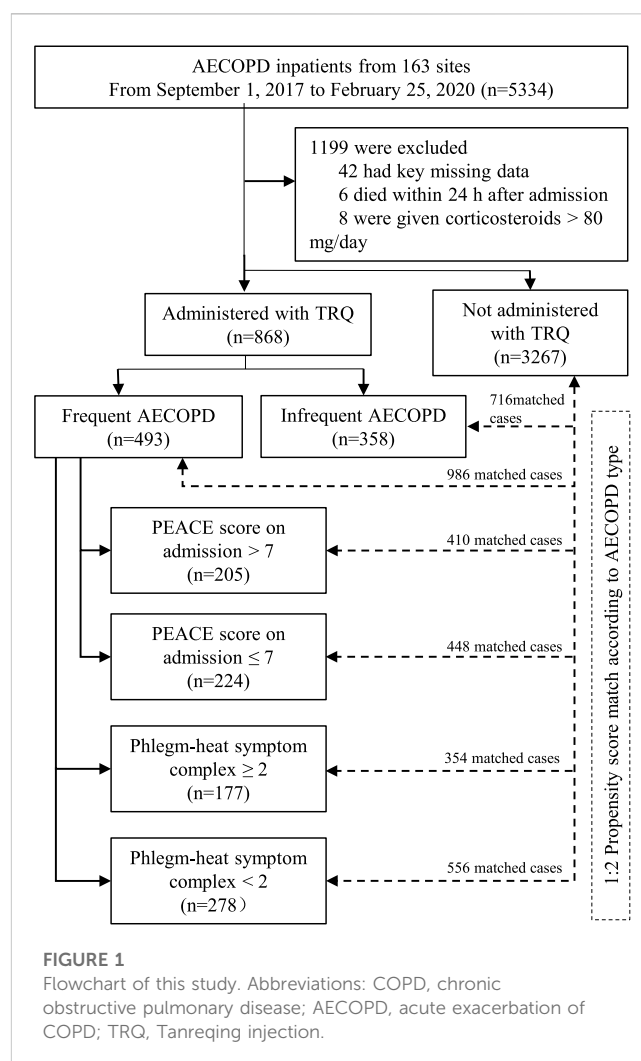 AECOPD inpatients from 163 sites
From September 1, 2017 to February 25, 2020 (n=5334)
1199 were excluded
42 had key missing data
6 died within 24 h after admission
8 were given corticosteroids > 80
mg/day
Administered with TRQ
(n=868)
Not administered
with TRQ
(n=3267)
Frequent AECOPD
(n=493)
Infrequent AECOPD
(n=358)
716matched
cases
986 matched cases
PEACE score on
admission > 7
(n=205)
410 matched cases
PEACE score on
admission ≤ 7
(n=224)
448 matched cases
Phlegm-heat symptom
complex ≥ 2
(n=177)
354 matched cases
Phlegm-heat symptom
complex < 2
(n=278）
556 matched cases
1:2 Propensity score match according to AECOPD type
FIGURE 1
Flowchart of this study. Abbreviations: COPD, chronic
obstructive pulmonary disease; AECOPD, acute exacerbation of
COPD; TRQ, Tanreqing injection.